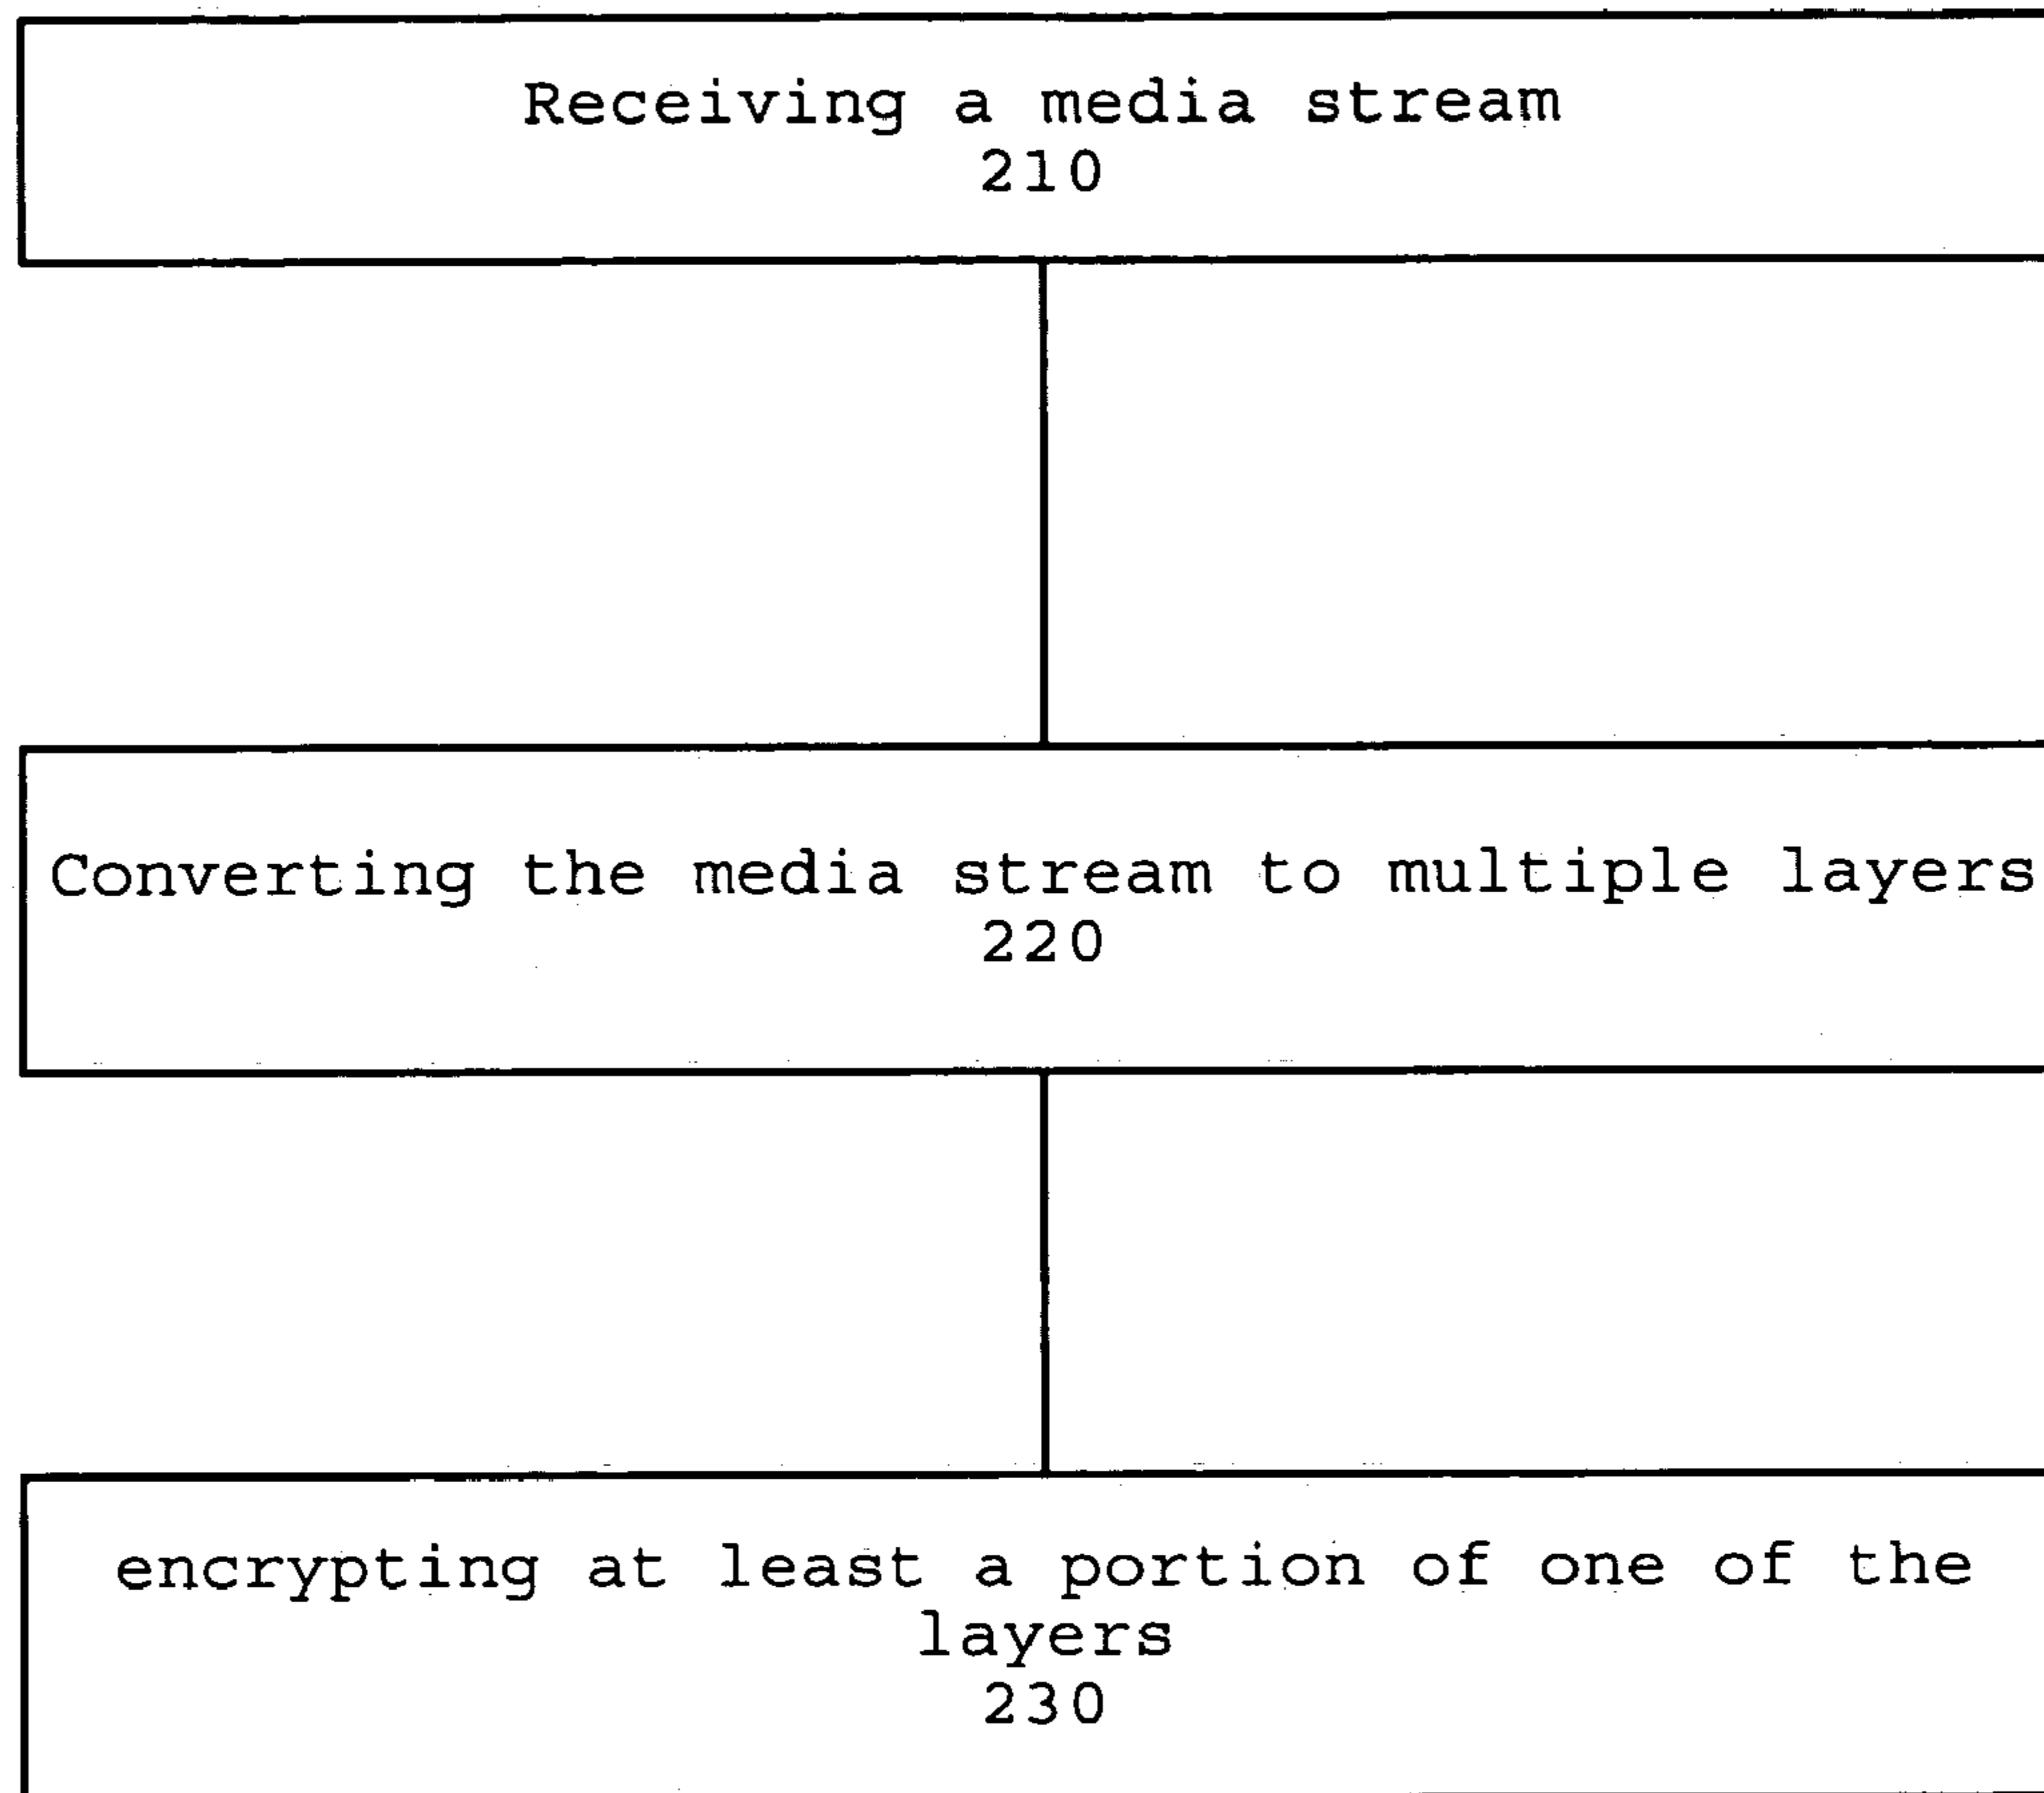 Receiving a media stream
210
Converting the media stream to multiple layers
220
encrypting at least a portion of one of the
layers
230